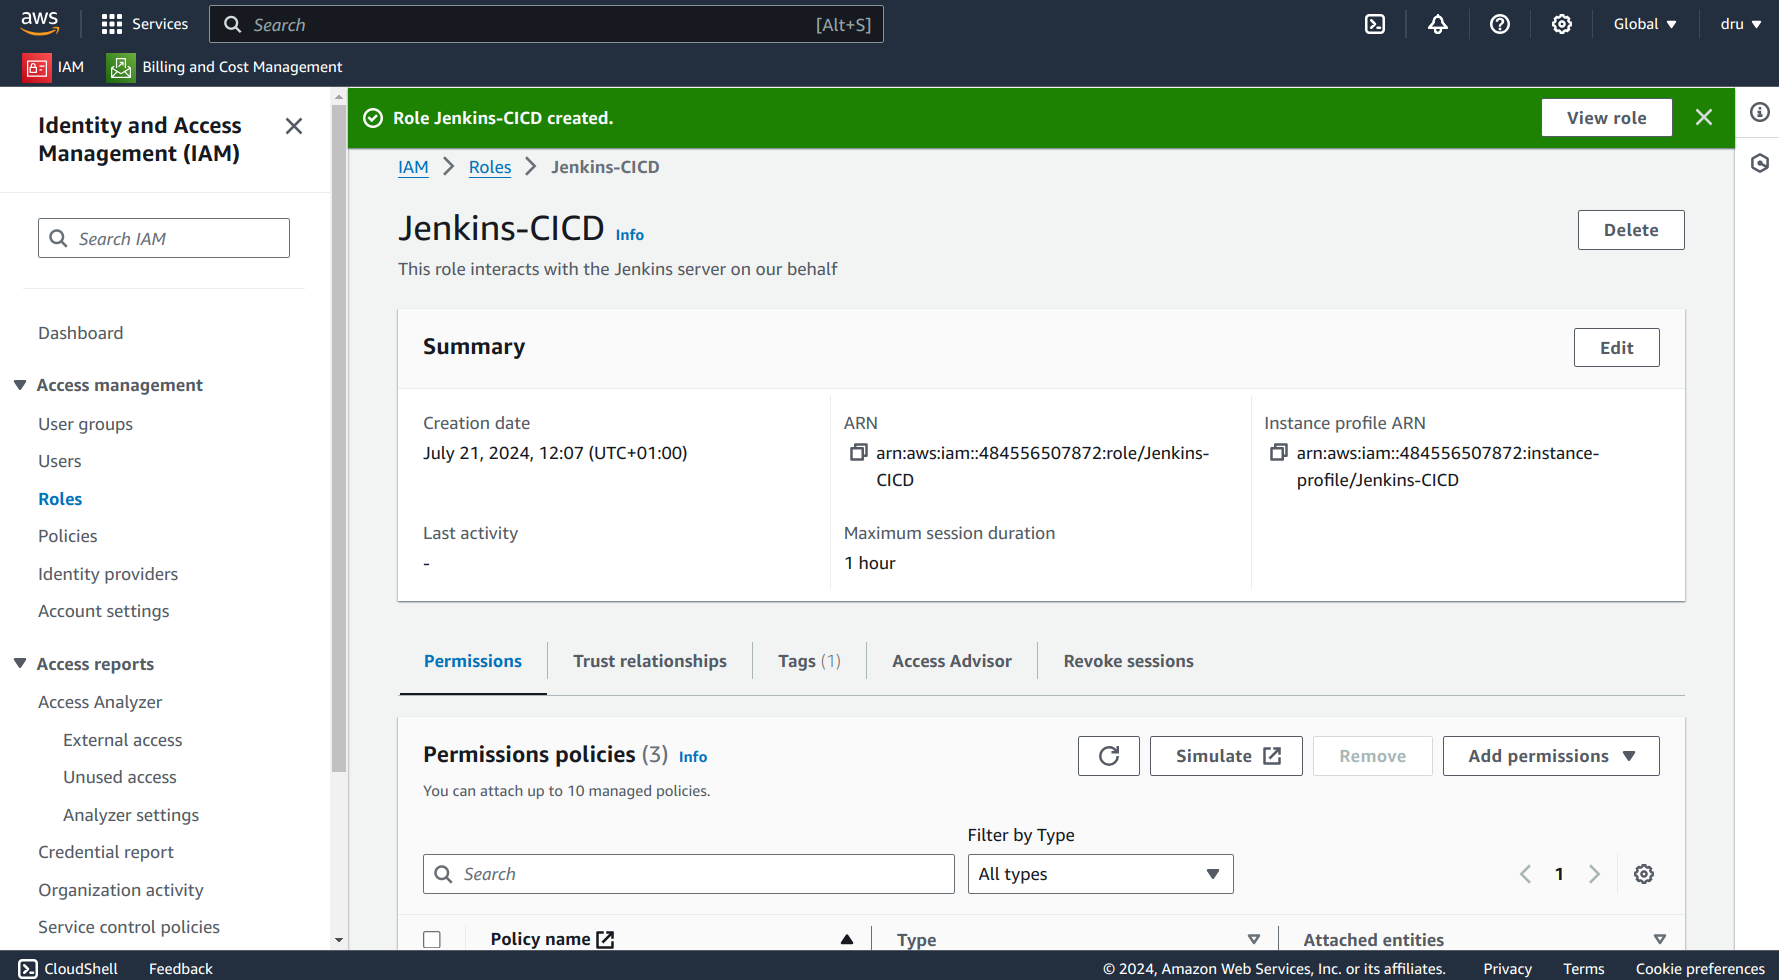 aws
Services
Search
[Alt+S]
Global
dru
IAM
Billing and Cost Management
Identity and Access
Management (IAM)
Search IAM
Dashboard
Access management
User groups
Users
Roles
Policies
Identity providers
Account settings
Access reports
Access Analyzer
External access
Unused access
Analyzer settings
Credential report
Organization activity
Service control policies
Role Jenkins-CICD created.
View role
IAM
Roles
Jenkins-CICD
Jenkins-CICD Info
Delete
This role interacts with the Jenkins server on our behalf
Summary
Edit
Creation date
July 21, 2024, 12:07 (UTC+01:00)
ARN
arn:aws:iam::484556507872:role/Jenkins-
CICD
Instance profile ARN
arn:aws:iam::484556507872:instance-
profile/Jenkins-CICD
Last activity
-
Maximum session duration
1 hour
Permissions
Trust relationships
Tags (1)
Access Advisor
Revoke sessions
Permissions policies (3) Info
You can attach up to 10 managed policies.
Simulate
Remove
Add permissions
Filter by Type
Search
All types
1
Policy name
Type
Attached entities
CloudShell
Feedback
© 2024, Amazon Web Services, Inc. or its affiliates.
Privacy
Terms
Cookie preferences